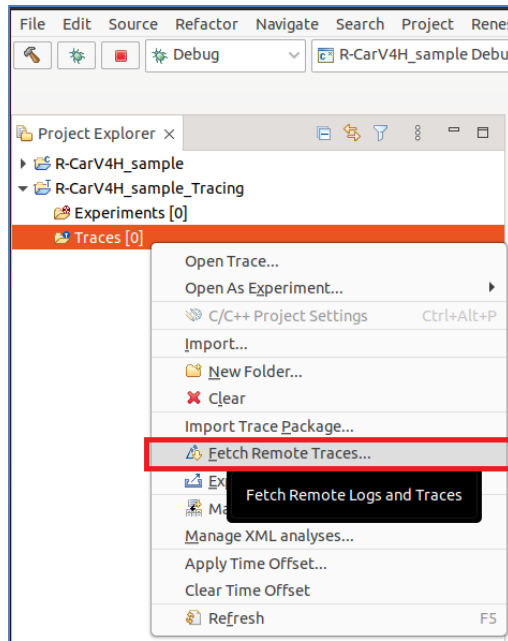 File Edit Source Refactor Navigate Search Project Rene
Debug R-CarV4H_sample Debu
Project Explorer
R-CarV4H_sample
R-CarV4H_sample_Tracing
Experiments [0]
Traces [0]
Open Trace...
Open As Experiment...
C/C++ Project Settings Ctrl+Alt+P
Import...
New Folder...
Clear
Import Trace Package...
Fetch Remote Traces...
Ex
Fetch Remote Logs and Traces
Ma
Manage XML analyses...
Apply Time Offset...
Clear Time Offset
Refresh F5